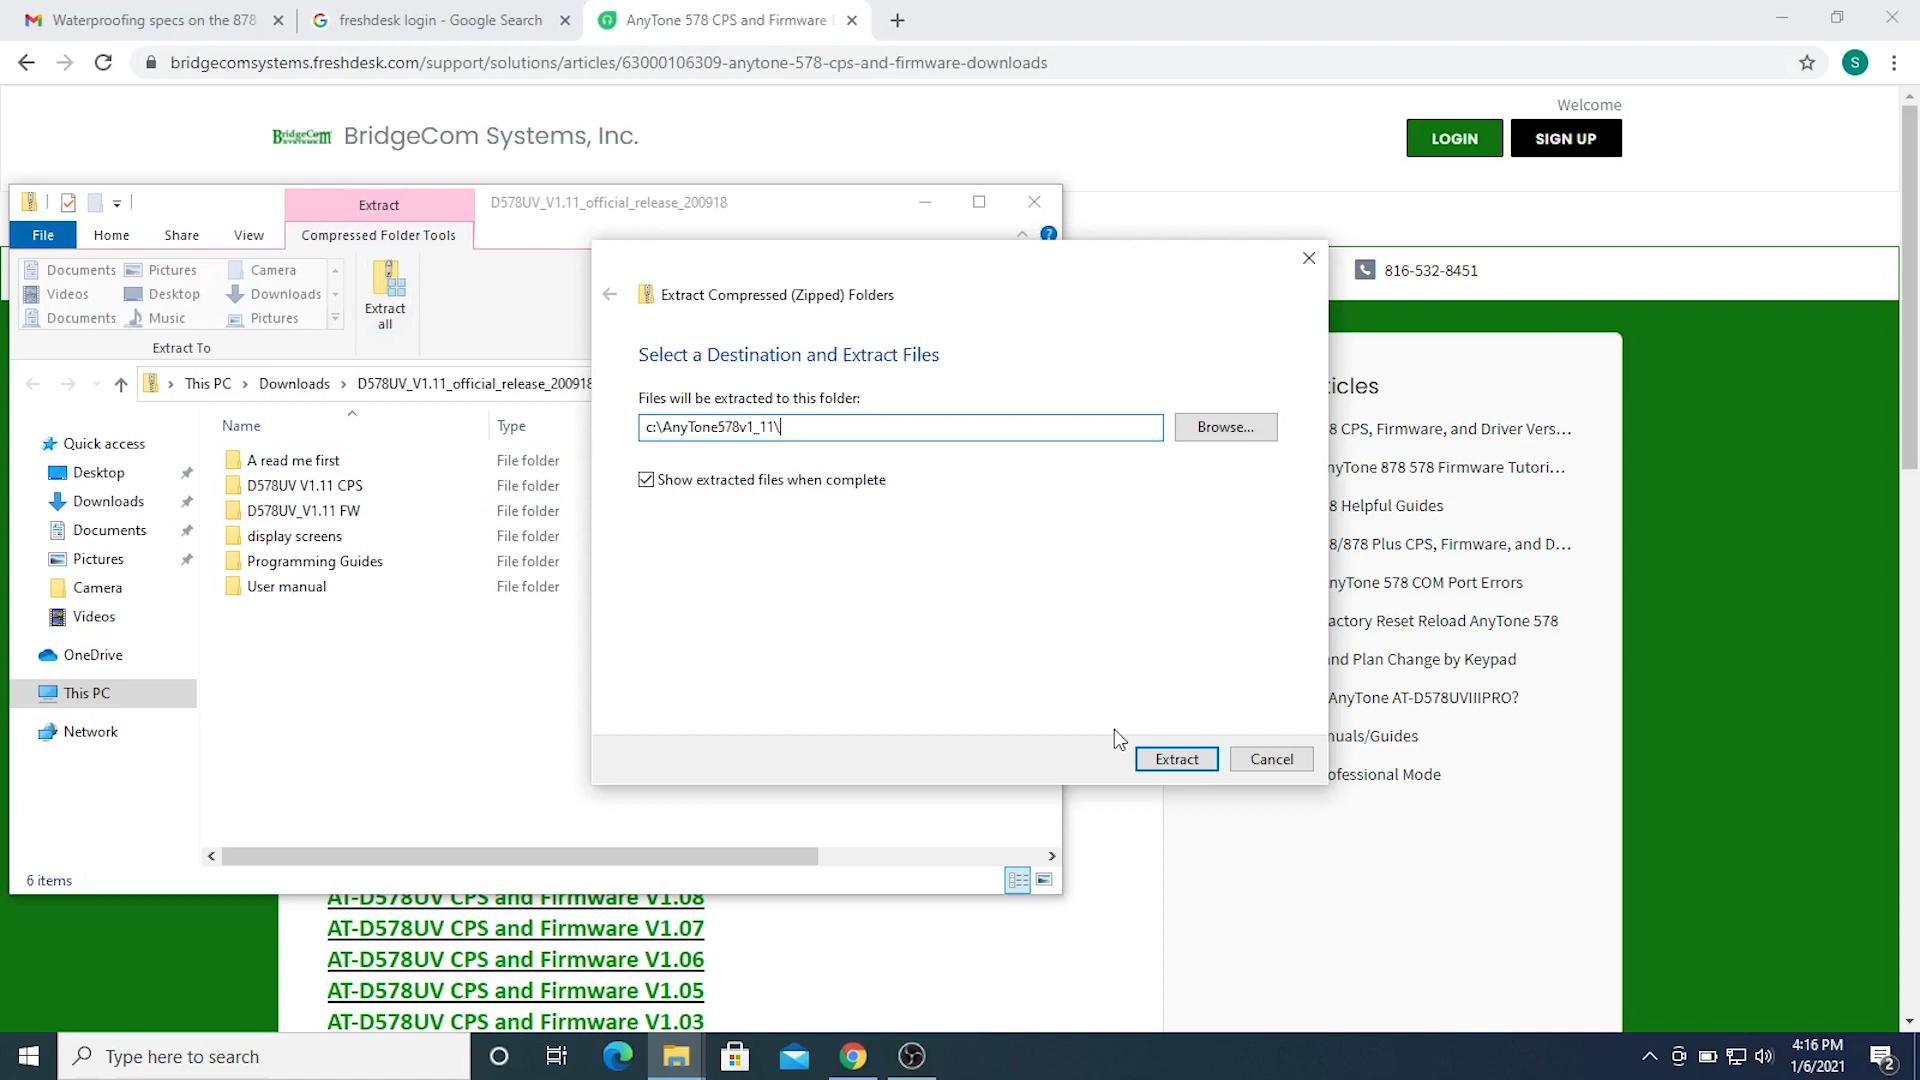 Waterproofing specs on the 878
freshdesk login - Google Search
AnyTone 578 CPS and Firmware
bridgecomsystems.freshdesk.com/support/solutions/articles/63000106309-anytone-578-cps-and-firmware-downloads
S
Welcome
BridgeCom
BridgeCom Systems, Inc.
LOGIN
SIGN UP
Extract
D578UV_V1.11_official_release_200918
File
Home
Share
View
Compressed Folder Tools
Documents Pictures Camera
Videos Desktop Downloads
Documents Music Pictures
Extract all
Extract To
816-532-8451
Extract Compressed (Zipped) Folders
Select a Destination and Extract Files
Files will be extracted to this folder:
c:\AnyTone578v1_11\
Browse...
Show extracted files when complete
Extract
Cancel
This PC > Downloads > D578UV_V1.11_official_release_200918
Name
Type
Quick access
Desktop
Downloads
Documents
Pictures
Camera
Videos
OneDrive
This PC
Network
A read me first File folder
D578UV V1.11 CPS File folder
D578UV_V1.11 FW File folder
display screens File folder
Programming Guides File folder
User manual File folder
6 items
ticles
8 CPS, Firmware, and Driver Vers...
nyTone 878 578 Firmware Tutori...
8 Helpful Guides
8/878 Plus CPS, Firmware, and D...
nyTone 578 COM Port Errors
actory Reset Reload AnyTone 578
nd Plan Change by Keypad
AnyTone AT-D578UVIIIPRO?
nuals/Guides
ofessional Mode
AT-D578UV CPS and Firmware V1.08
AT-D578UV CPS and Firmware V1.07
AT-D578UV CPS and Firmware V1.06
AT-D578UV CPS and Firmware V1.05
AT-D578UV CPS and Firmware V1.03
Type here to search
4:16 PM
1/6/2021
2